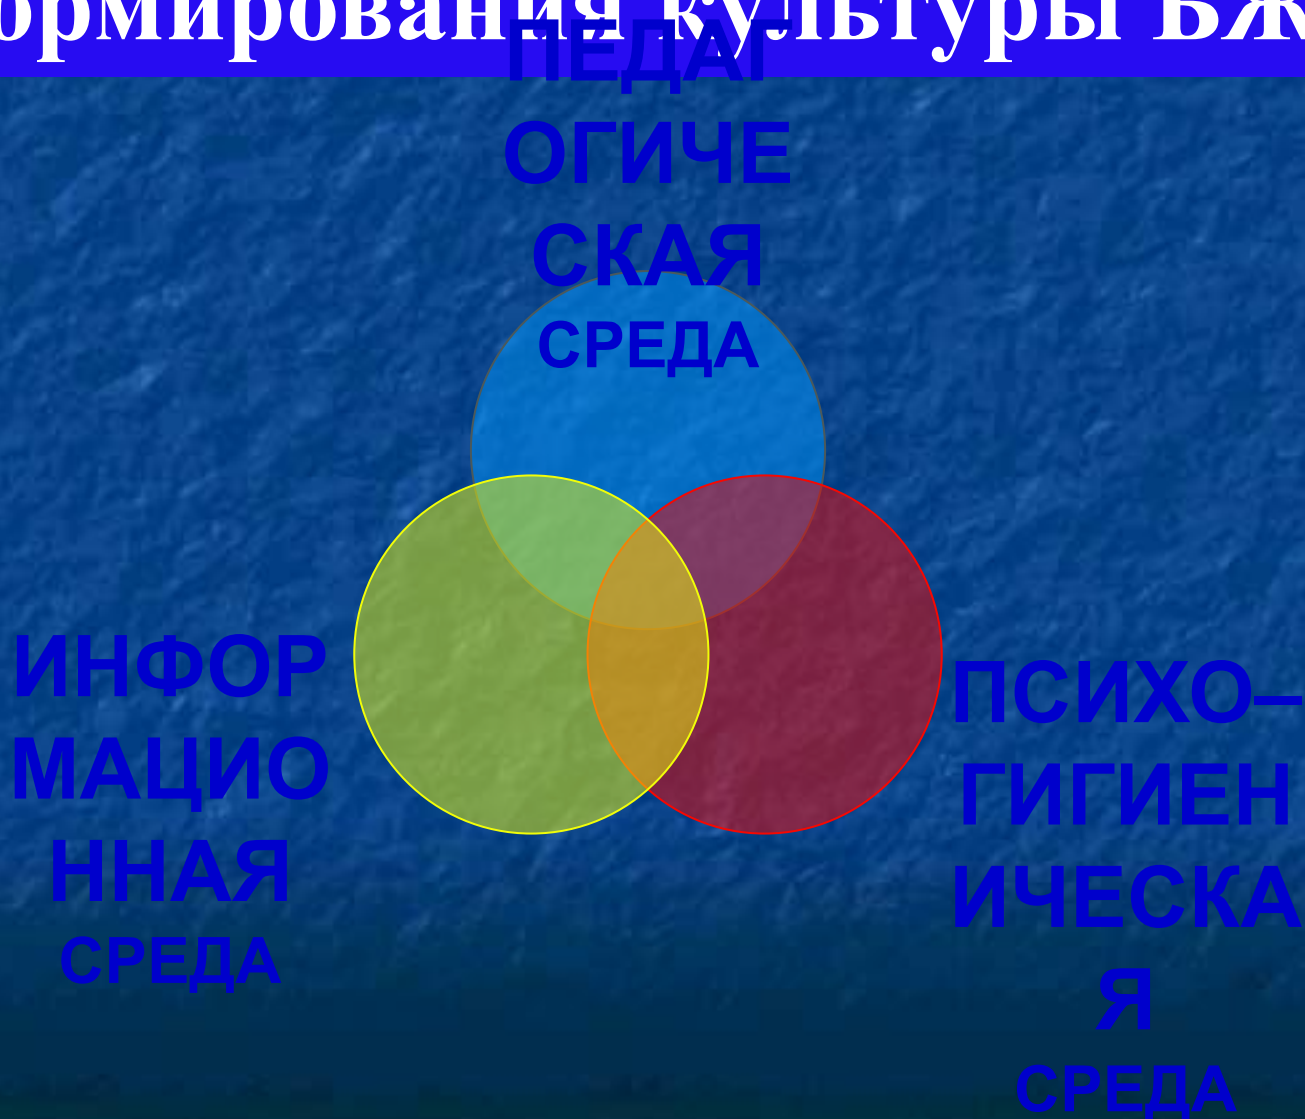 ормирования культуры БЖ
ПЕДАГ
ОГИЧЕ
СКАЯ
СРЕДА
ИНФОР
МАЦИО
ННАЯ
СРЕДА
ПСИХО–
ГИГИЕН
ИЧЕСКА
Я
СРЕДА